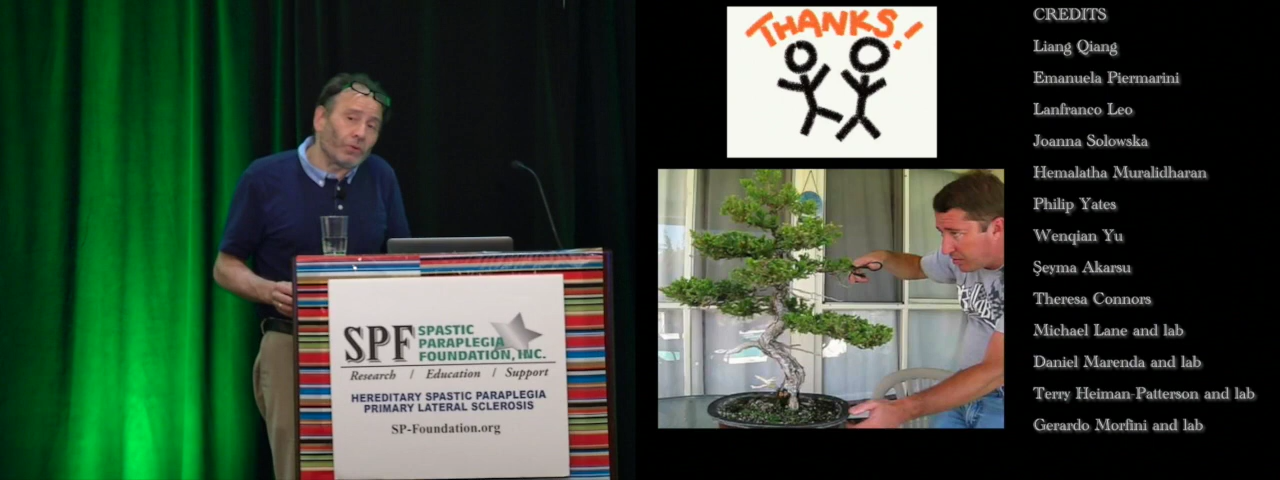 SPF SPASTIC
PARAPLEGIA
FOUNDATION, INC.
Research / Education / Support
HEREDITARY SPASTIC PARAPLEGIA
PRIMARY LATERAL SCLEROSIS
SP-Foundation.org
THANKS!
CREDITS
Liang Qiang
Emanuela Piermarini
Lanfranco Leo
Joanna Solowska
Hemalatha Muralidharan
Philip Yates
Wenqian Yu
Şeyma Akarsu
Theresa Connors
Michael Lane and lab
Daniel Marenda and lab
Terry Heiman-Patterson and lab
Gerardo Morfini and lab